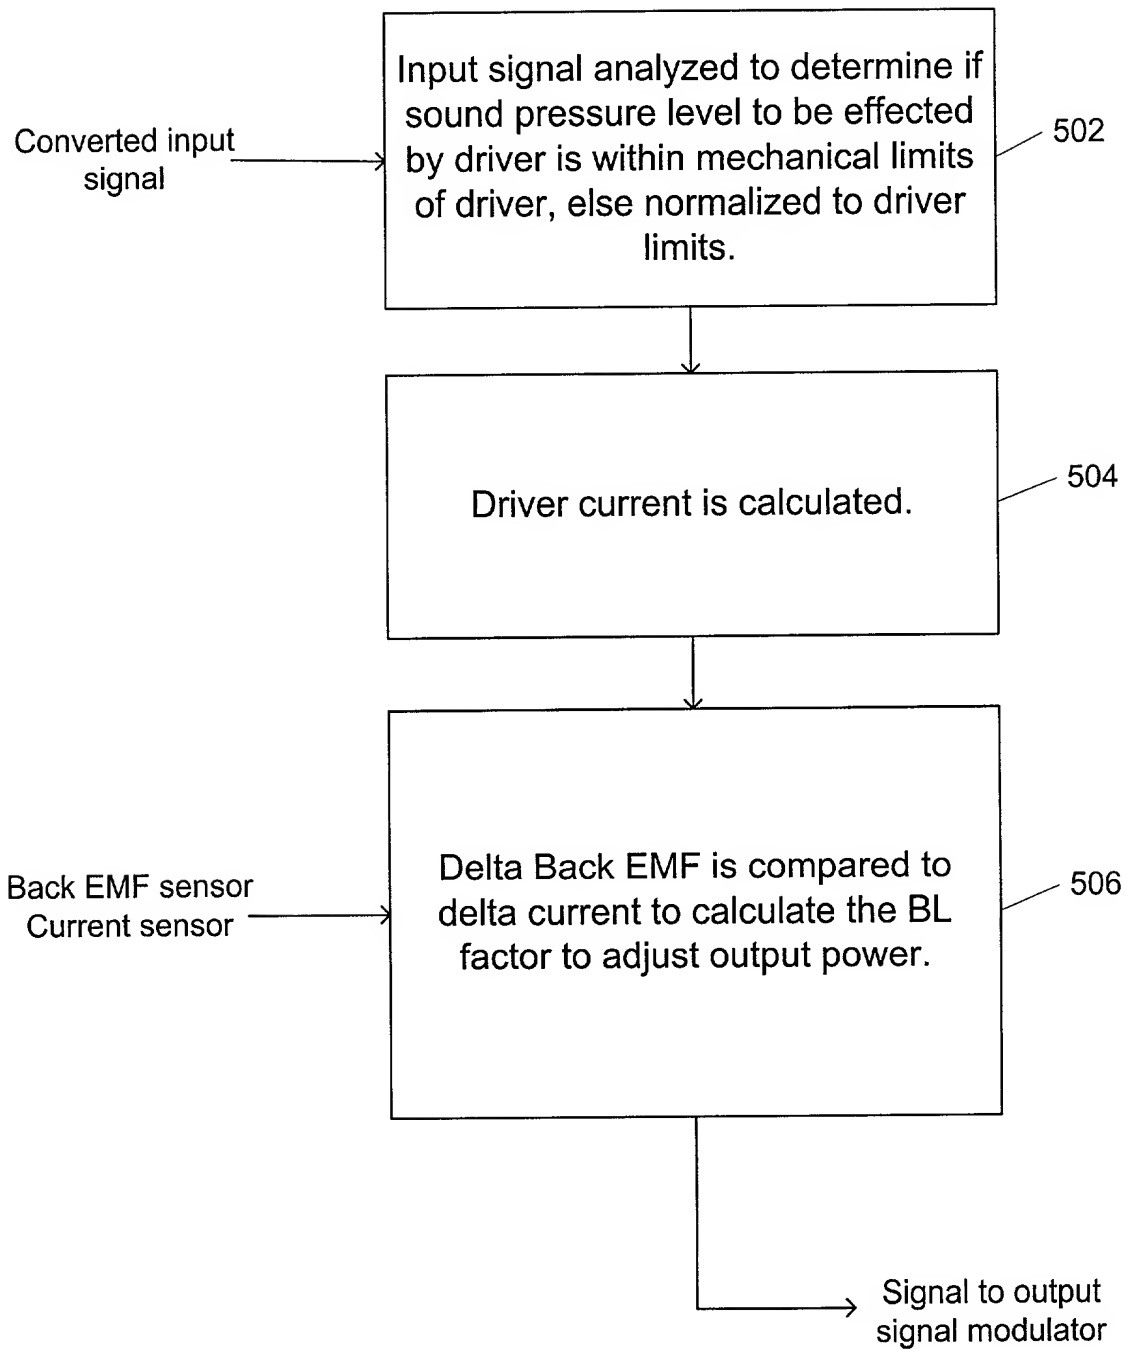 Input signal analyzed to determine if
sound pressure level to be effected
by driver is within mechanical limits
of driver, else normalized to driver
limits.
502
Converted input
signal
Driver current is calculated.
504
Delta Back EMF is compared to
delta current to calculate the BL
factor to adjust output power.
506
Back EMF sensor
Current sensor
Signal to output
signal modulator